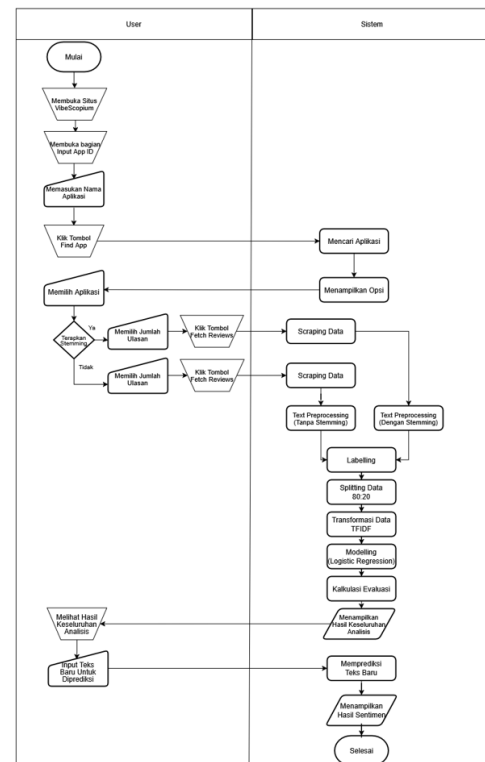 User
Sistem
Mulai
Membuka Situs
VibeScopium
Membuka bagian
Input App ID
Memasukan Nama
Aplikasi
Klik Tombol
Find App
Mencari Aplikasi
Menampilkan Opsi
Memilih Aplikasi
Terapkan
Stemming
Ya
Tidak
Memilih Jumlah
Ulasan
Klik Tombol
Fetch Reviews
Scraping Data
Memilih Jumlah
Ulasan
Klik Tombol
Fetch Reviews
Scraping Data
Text Preprocessing
(Tanpa Stemming)
Text Preprocessing
(Dengan Stemming)
Labelling
Splitting Data
80:20
Transformasi Data
TFIDF
Modelling
(Logistic Regression)
Kalkulasi Evaluasi
Menampilkan
Hasil Keseluruhan
Analisis
Melihat Hasil
Keseluruhan
Analisis
Input Teks
Baru Untuk
Diprediksi
Memprediksi
Teks Baru
Menampilkan
Hasil Sentimen
Selesai